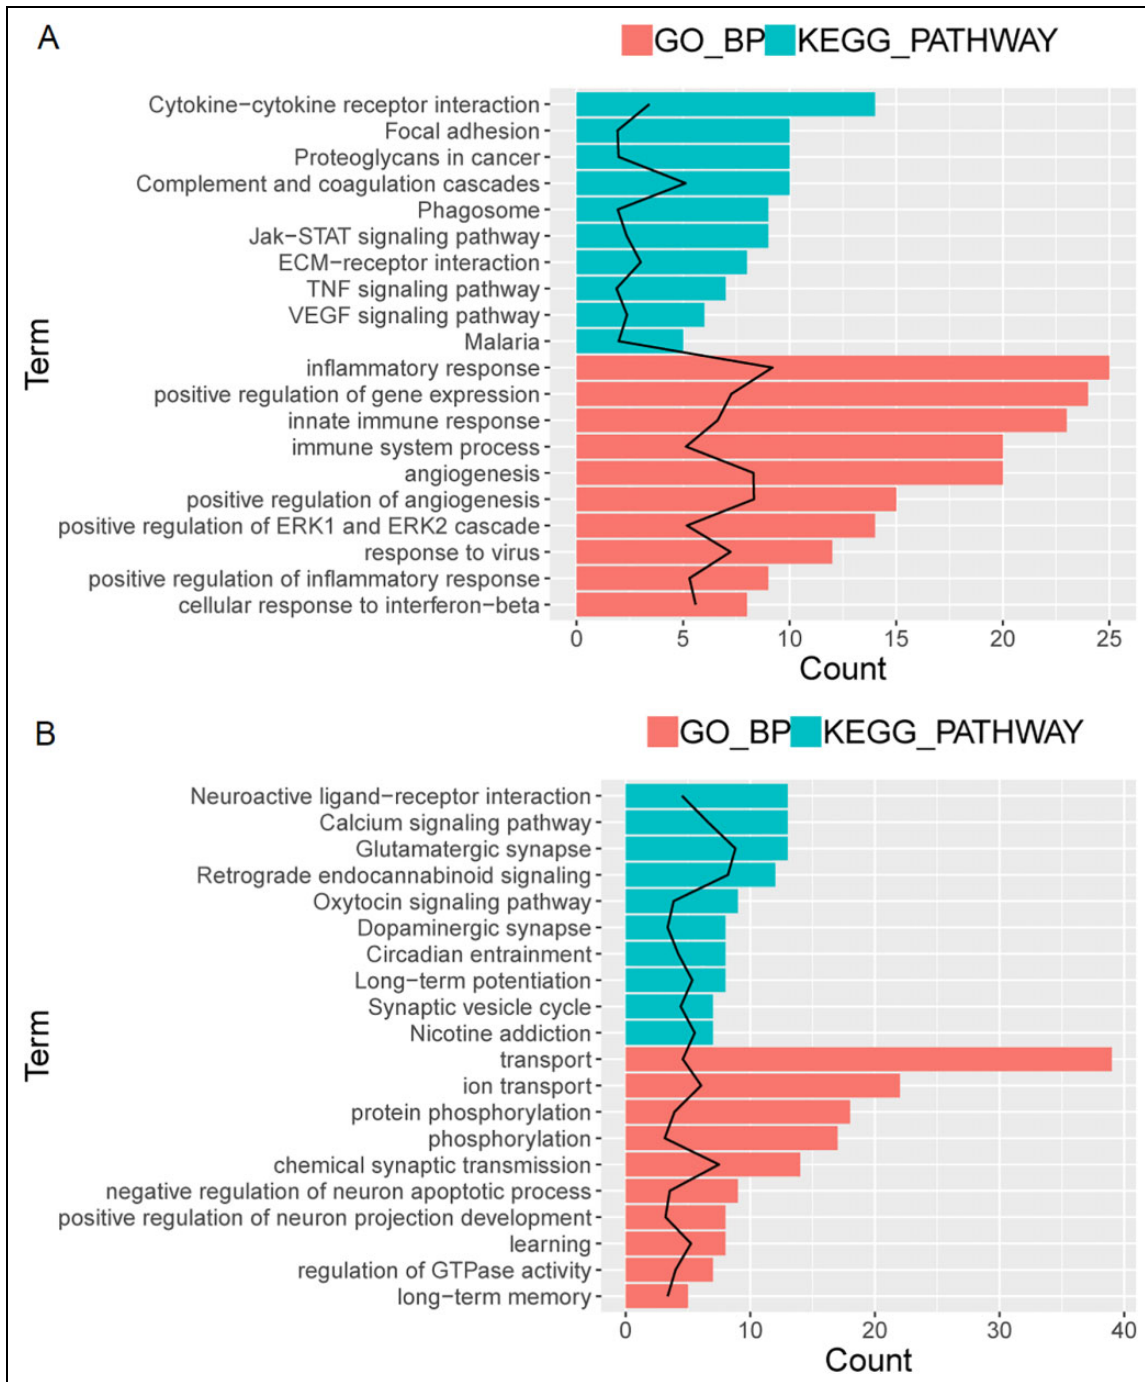 A
GO_BP KEGG_PATHWAY
Cytokine−cytokine receptor interaction
Focal adhesion
Proteoglycans in cancer
Complement and coagulation cascades
Phagosome
Jak−STAT signaling pathway
ECM−receptor interaction
TNF signaling pathway
VEGF signaling pathway
Malaria
inflammatory response
positive regulation of gene expression
innate immune response
immune system process
angiogenesis
positive regulation of angiogenesis
positive regulation of ERK1 and ERK2 cascade
response to virus
positive regulation of inflammatory response
cellular response to interferon−beta
Term
0 5 10 15 20 25
Count
B
GO_BP KEGG_PATHWAY
Neuroactive ligand−receptor interaction
Calcium signaling pathway
Glutamatergic synapse
Retrograde endocannabinoid signaling
Oxytocin signaling pathway
Dopaminergic synapse
Circadian entrainment
Long−term potentiation
Synaptic vesicle cycle
Nicotine addiction
transport
ion transport
protein phosphorylation
phosphorylation
chemical synaptic transmission
negative regulation of neuron apoptotic process
positive regulation of neuron projection development
learning
regulation of GTPase activity
long−term memory
Term
0 10 20 30 40
Count